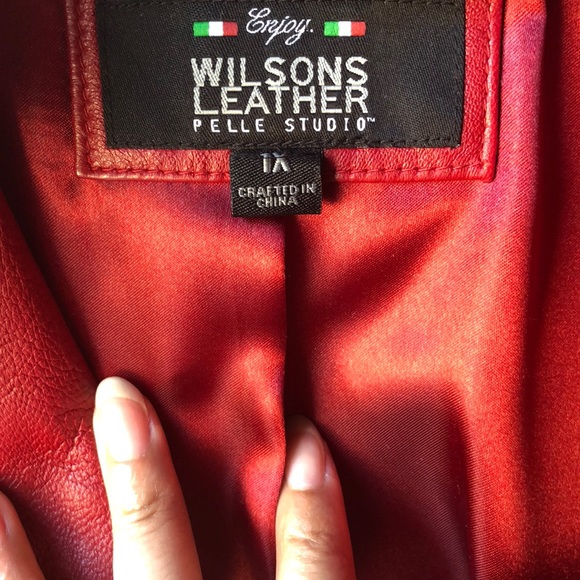 Enjoy.
WILSONS
LEATHER
PELLE STUDIO™
1X
CRAFTED IN
CHINA